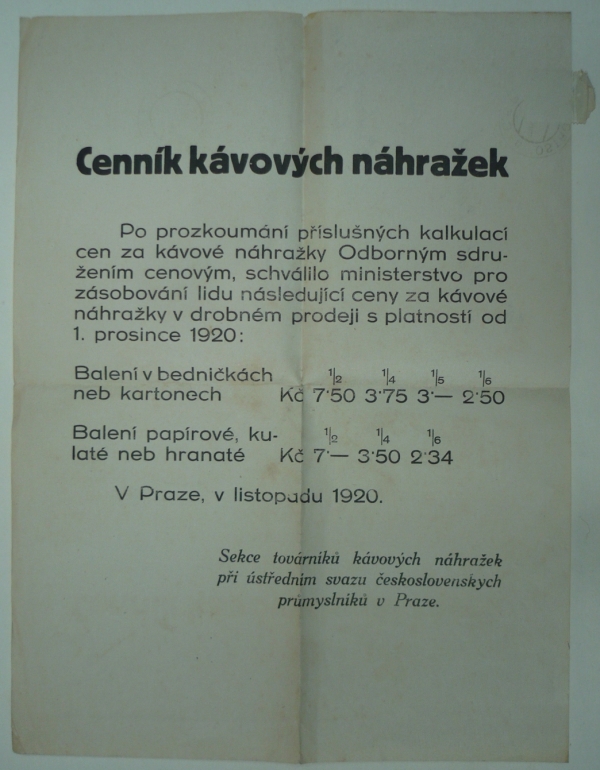 Cenník kávových náhražek
Po prozkoumání příslušných kalkulací
cen za kávové náhražky Odborným sdru-
žením cenovým, schválilo ministerstvo pro
zásobování lidu následující ceny za kávové
náhražky v drobném prodeji s platností od
1. prosince 1920:
Balení v bedničkách 1/2 1/4 1/5 1/6
neb kartonech Kč 7·50 3·75 3·— 2·50
Balení papírové, ku- 1/2 1/4 1/6
laté neb hranaté Kč 7·— 3·50 2·34
V Praze, v listopadu 1920.
Sekce továrníků kávových náhražek
při ústředním svazu československých
průmyslníků v Praze.